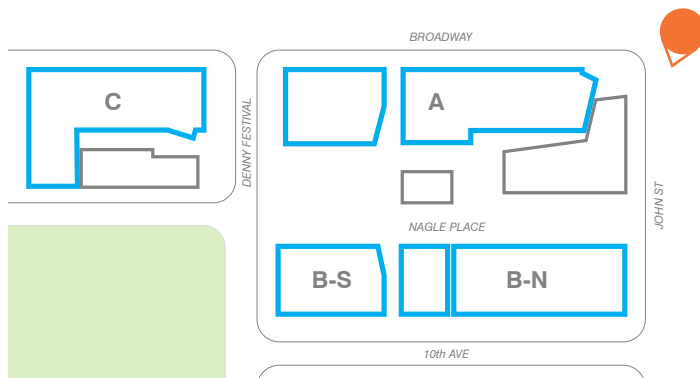 BROADWAY
C
A
DENNY FESTIVAL
JOHN ST
NAGLE PLACE
B-S
B-N
10th AVE